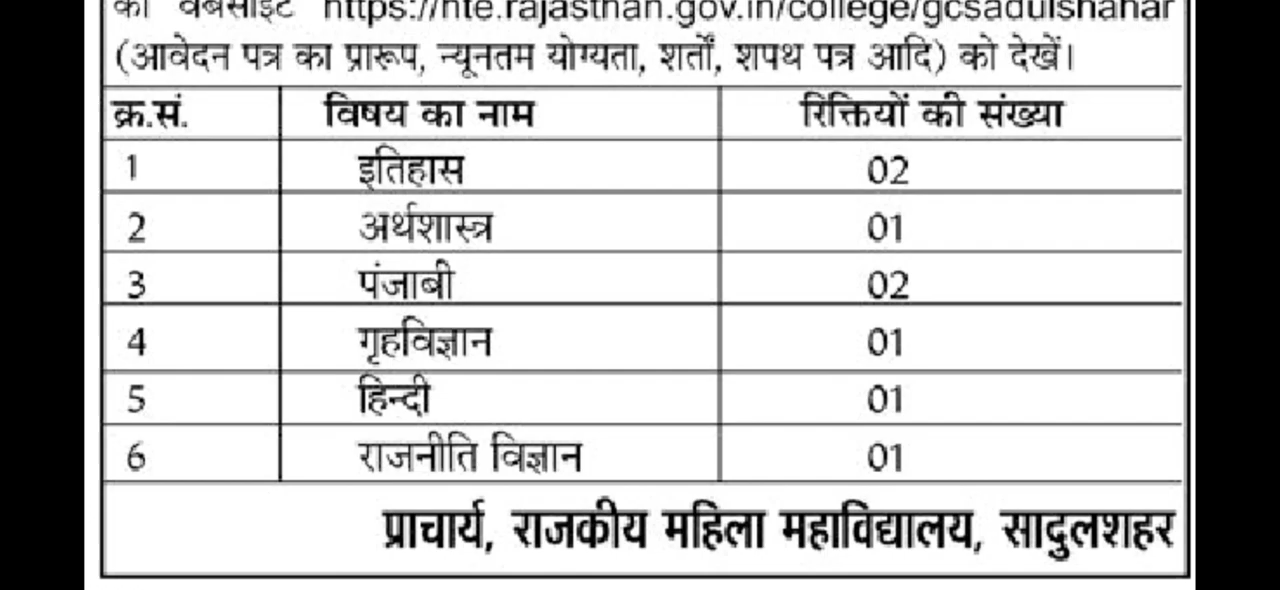 की वेबसाईट https://hte.rajasthan.gov.in/college/gcsadulshahar
(आवेदन पत्र का प्रारूप, न्यूनतम योग्यता, शर्तों, शपथ पत्र आदि) को देखें।
क्र.सं. विषय का नाम रिक्तियों की संख्या
1 इतिहास 02
2 अर्थशास्त्र 01
3 पंजाबी 02
4 गृहविज्ञान 01
5 हिन्दी 01
6 राजनीति विज्ञान 01
प्राचार्य, राजकीय महिला महाविद्यालय, सादुलशहर